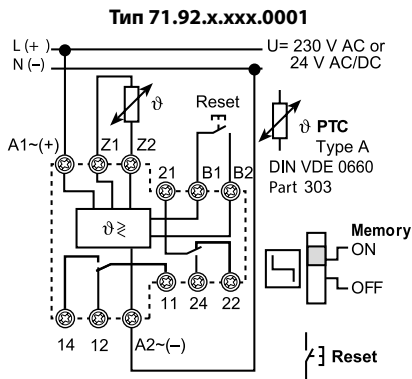 Тип 71.92.x.xxx.0001
L (+)
U= 230 V AC or
N (–)
24 V AC/DC
ϑ
Reset
ϑ PTC
Type A
DIN VDE 0660
Part 303
A1~(+)
Z1
Z2
21
B1
B2
ϑ≷
Memory
ON
OFF
11
24
22
14
12
A2~(–)
Reset